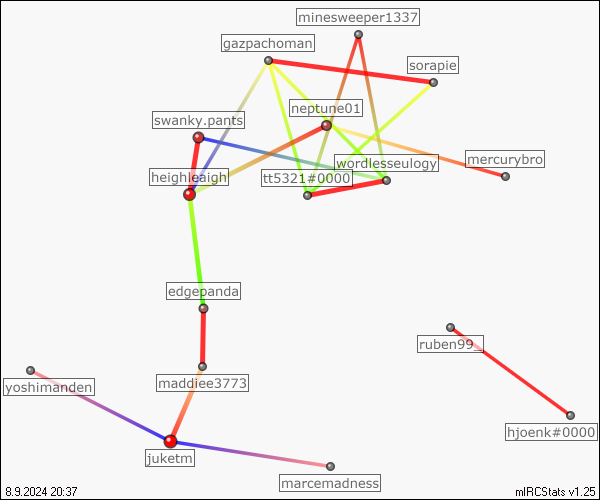 minesweeper1337
gazpachoman
sorapie
neptune01
swanky.pants
wordlesseulogy
mercurybro
heighleaigh
tt5321#0000
edgepanda
ruben99_
maddiee3773
yoshimanden
hjoenk#0000
juketm
marcemadness
8.9.2024 20:37
mIRCStats v1.25